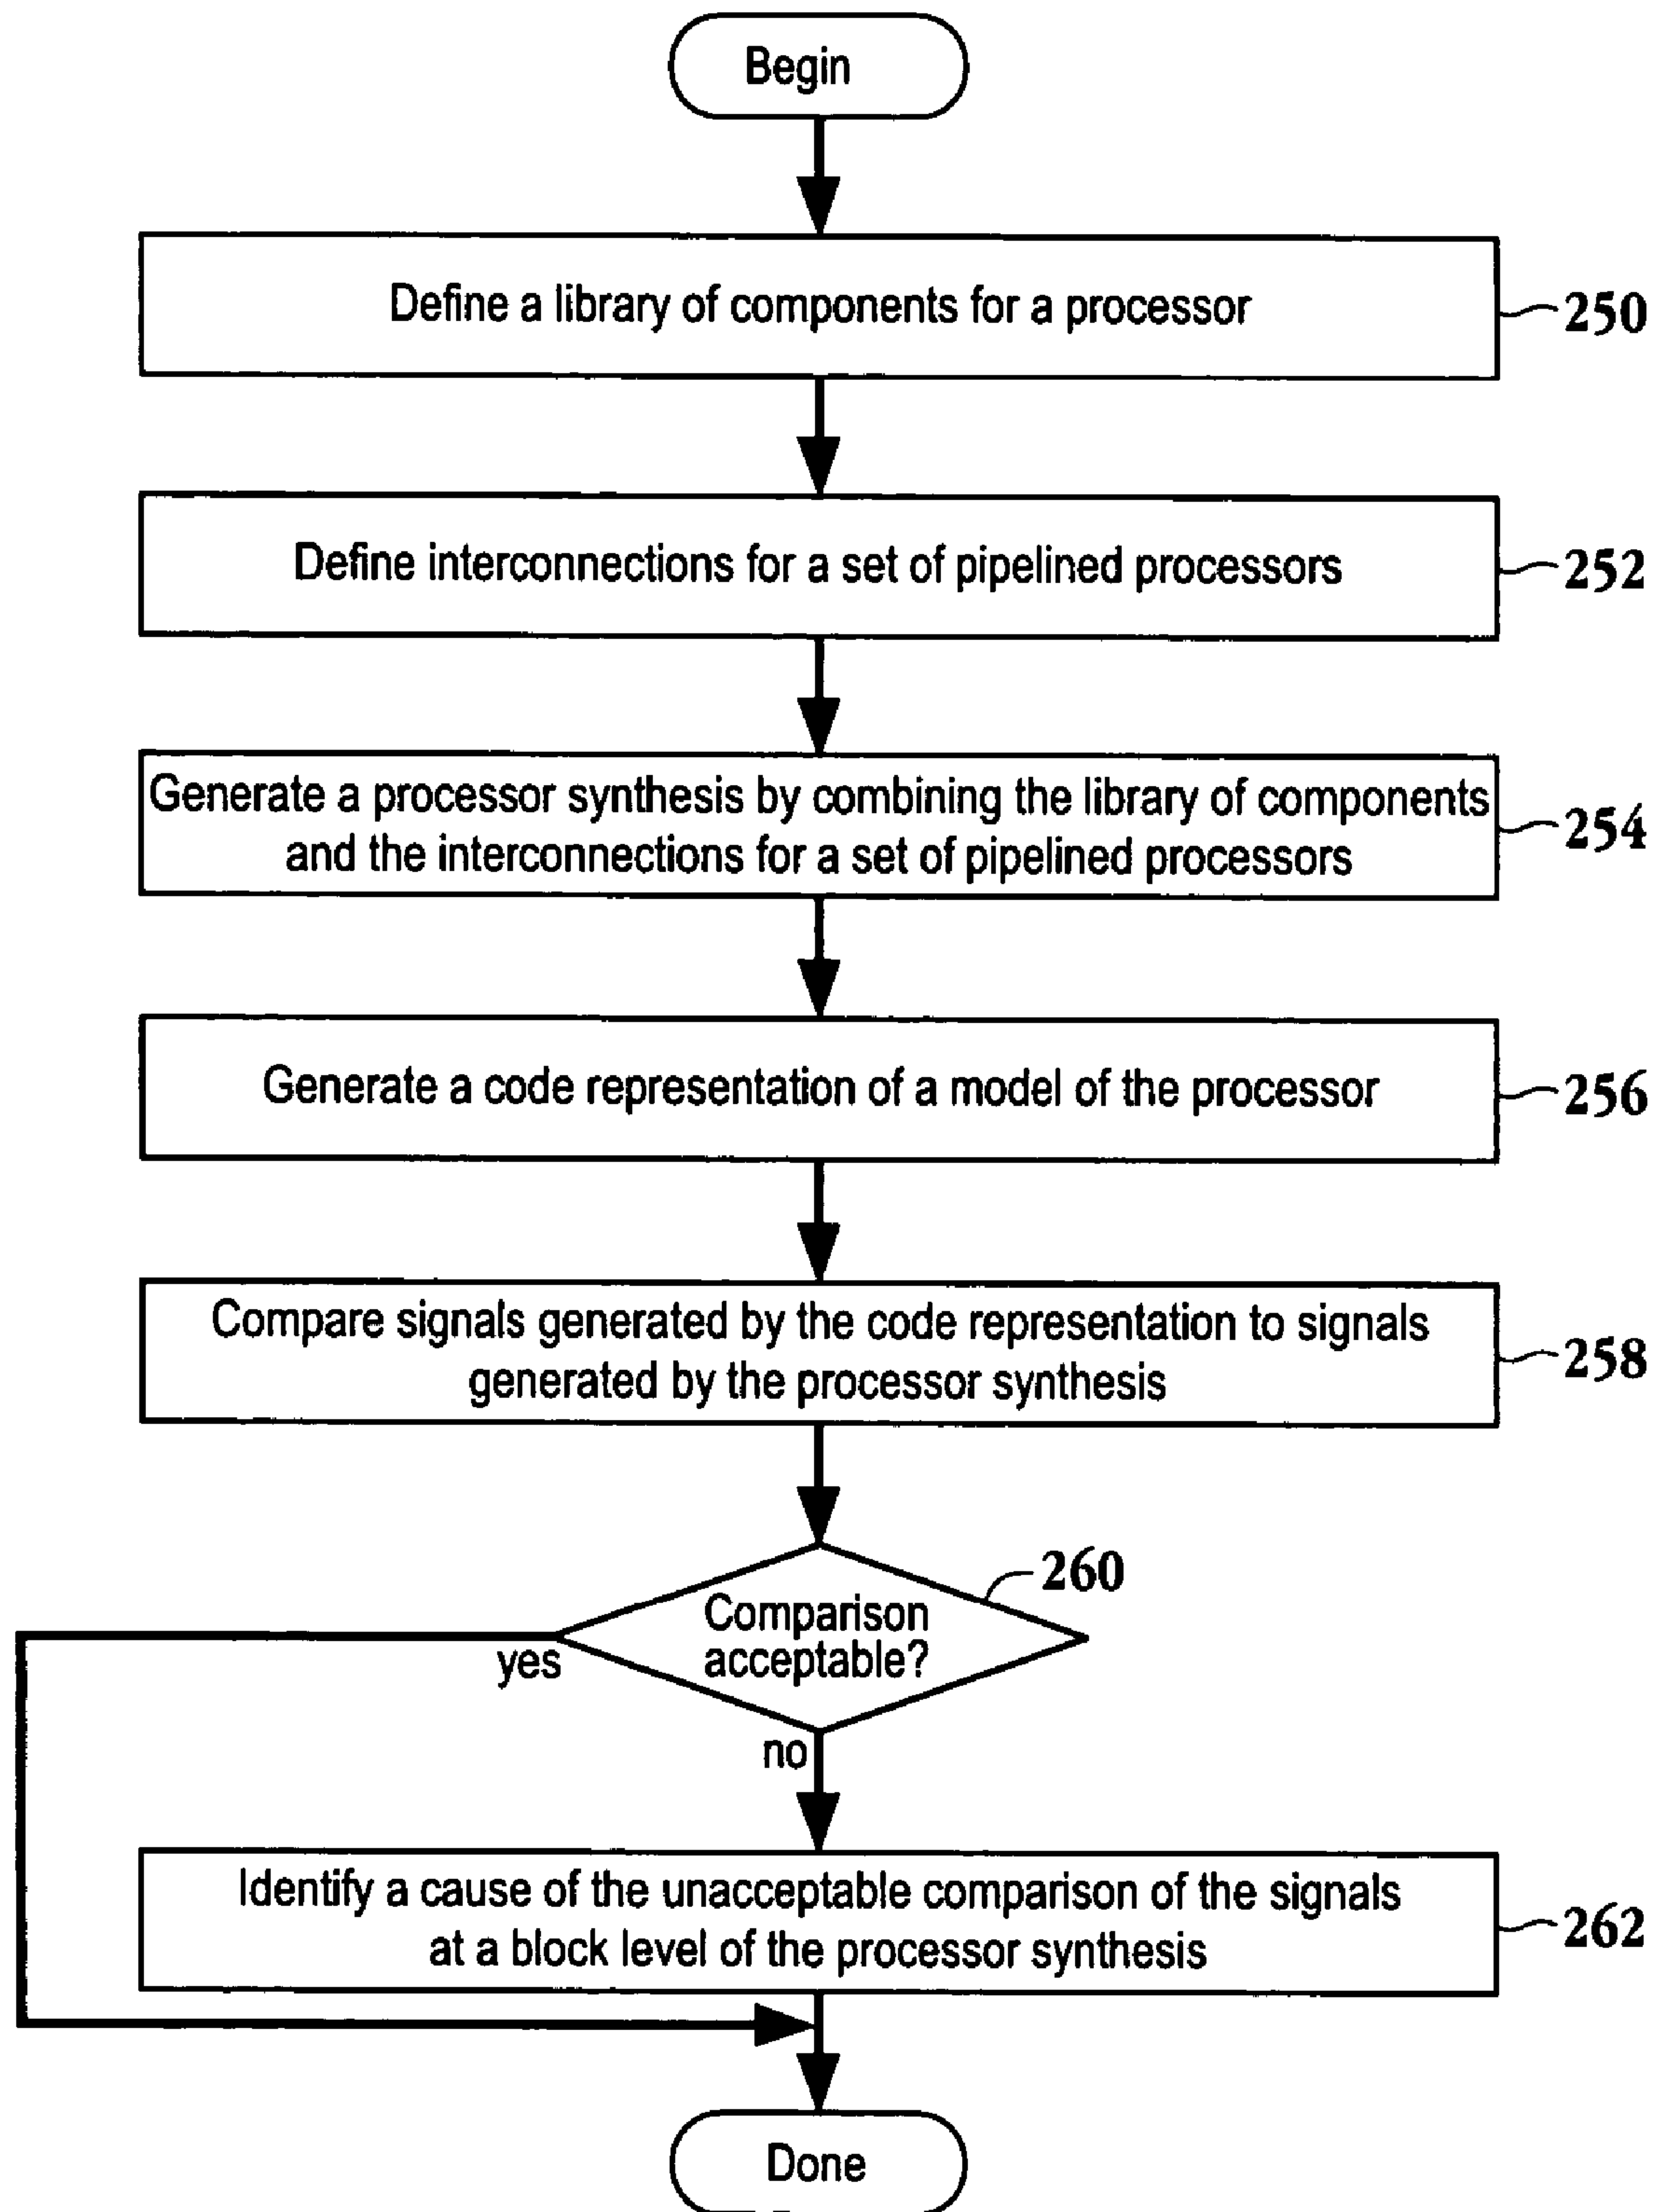 Begin
Define a library of components for a processor
250
Define interconnections for a set of pipelined processors
252
Generate a processor synthesis by combining the library of components
and the interconnections for a set of pipelined processors
254
Generate a code representation of a model of the processor
256
Compare signals generated by the code representation to signals
generated by the processor synthesis
258
260
Comparison
acceptable?
yes
no
Identify a cause of the unacceptable comparison of the signals
at a block level of the processor synthesis
262
Done